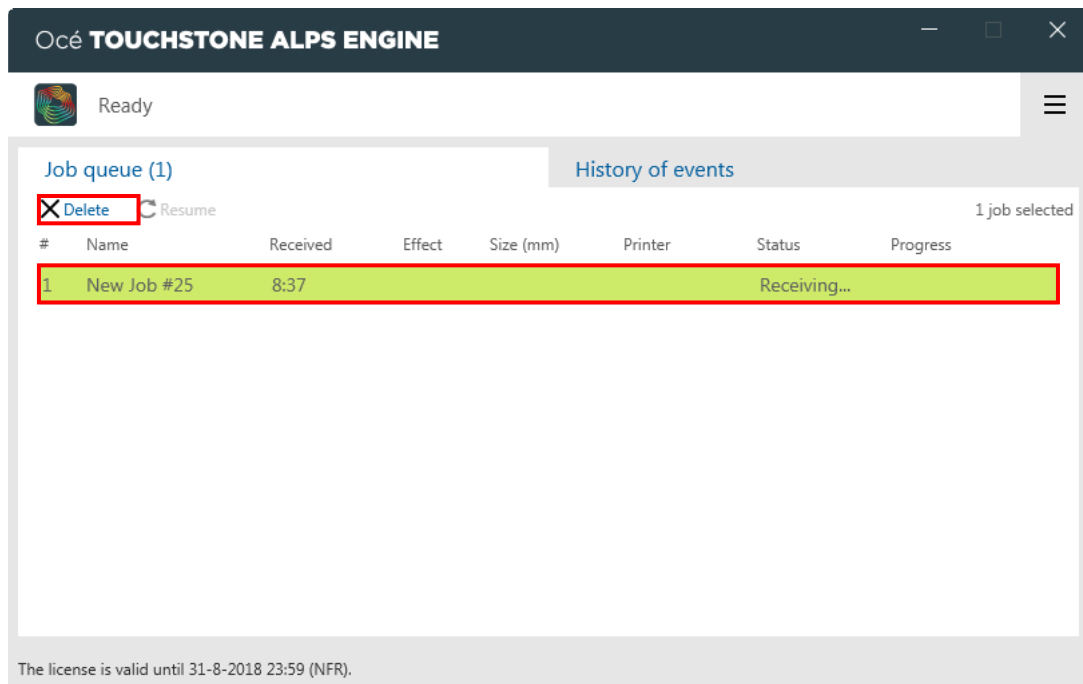 Océ TOUCHSTONE ALPS ENGINE
Ready
Job queue (1) History of events
Delete Resume 1 job selected
# Name Received Effect Size (mm) Printer Status Progress
1 New Job #25 8:37 Receiving...
The license is valid until 31-8-2018 23:59 (NFR).